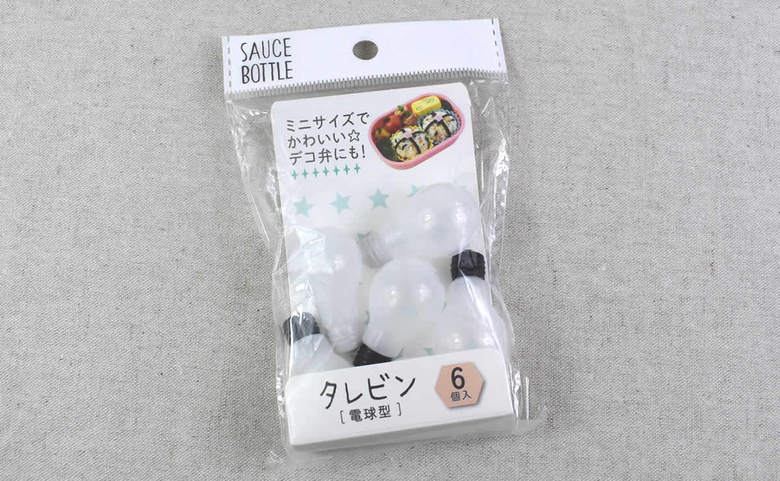 SAUCE
BOTTLE
ミニサイズで
かわいい☆
デコ弁にも!
タレビン
[電球型]
6
個入